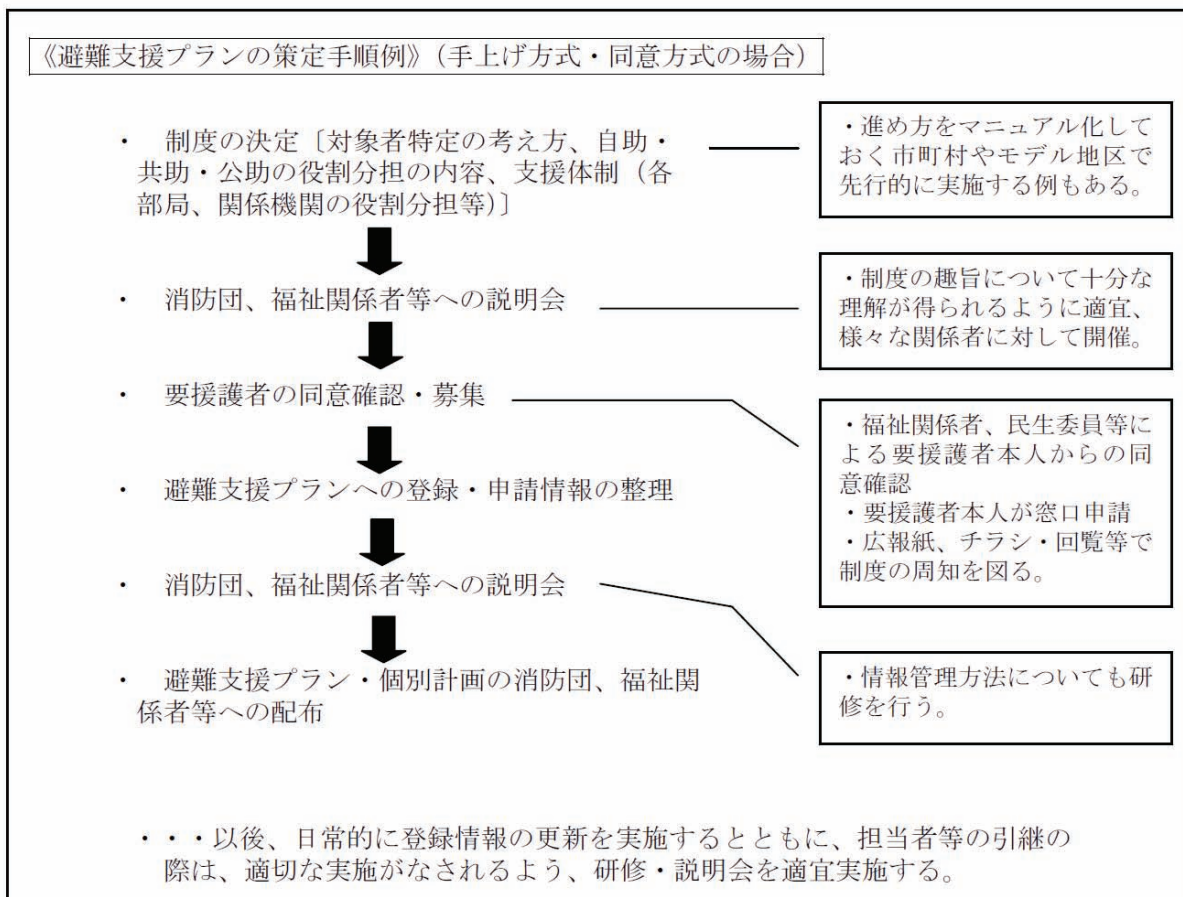 《避難支援プランの策定手順例》（手上げ方式・同意方式の場合）
・　制度の決定〔対象者特定の考え方、自助・
共助・公助の役割分担の内容、支援体制（各
部局、関係機関の役割分担等）〕
・進め方をマニュアル化して
おく市町村やモデル地区で
先行的に実施する例もある。
・　消防団、福祉関係者等への説明会
・制度の趣旨について十分な
理解が得られるように適宜、
様々な関係者に対して開催。
・　要援護者の同意確認・募集
・福祉関係者、民生委員等に
よる要援護者本人からの同
意確認
・要援護者本人が窓口申請
・広報紙、チラシ・回覧等で
制度の周知を図る。
・　避難支援プランへの登録・申請情報の整理
・　消防団、福祉関係者等への説明会
・情報管理方法についても研
修を行う。
・　避難支援プラン・個別計画の消防団、福祉関
係者等への配布
・・・以後、日常的に登録情報の更新を実施するとともに、担当者等の引継の
際は、適切な実施がなされるよう、研修・説明会を適宜実施する。